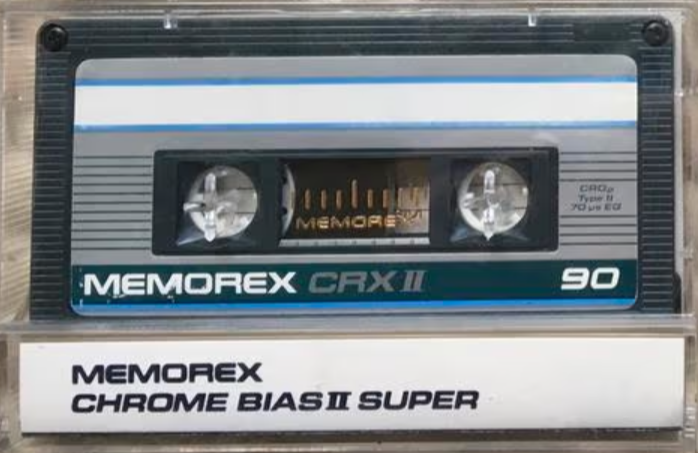 CRO₂
Type II
70 µs EQ
MEMOREX
MEMOREX CRX II 90
MEMOREX
CHROME BIAS II SUPER